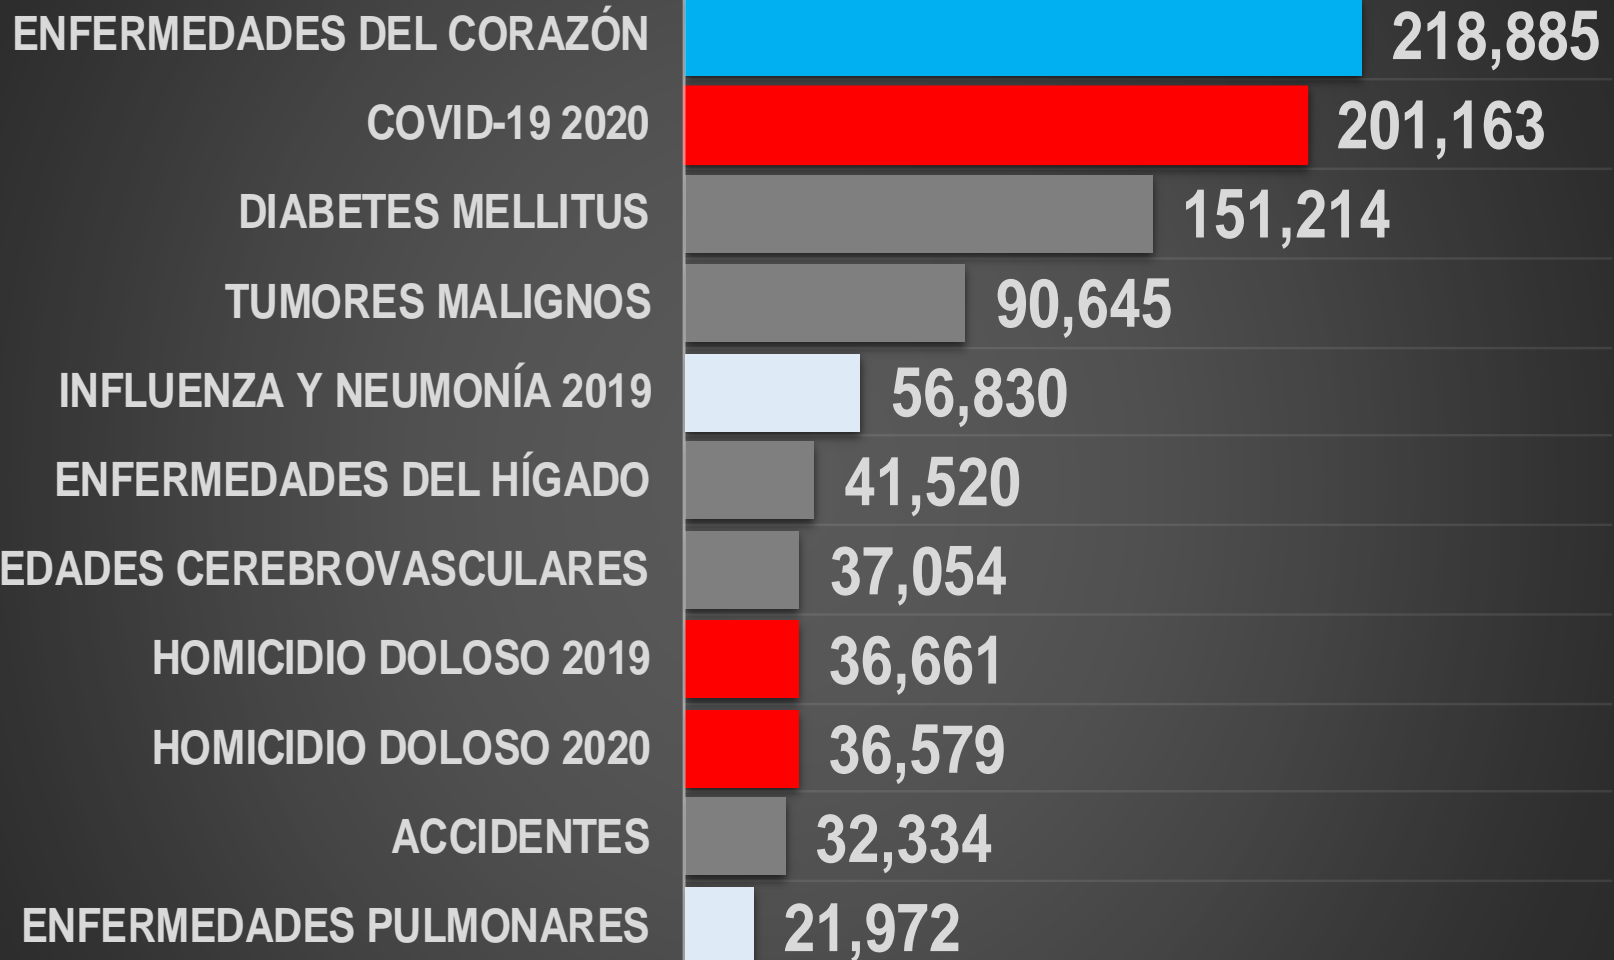 ENFERMEDADES DEL CORAZÓN 218,885
COVID-19 2020 201,163
DIABETES MELLITUS 151,214
TUMORES MALIGNOS 90,645
INFLUENZA Y NEUMONÍA 2019 56,830
ENFERMEDADES DEL HÍGADO 41,520
EDADES CEREBROVASCULARES 37,054
HOMICIDIO DOLOSO 2019 36,661
HOMICIDIO DOLOSO 2020 36,579
ACCIDENTES 32,334
ENFERMEDADES PULMONARES 21,972